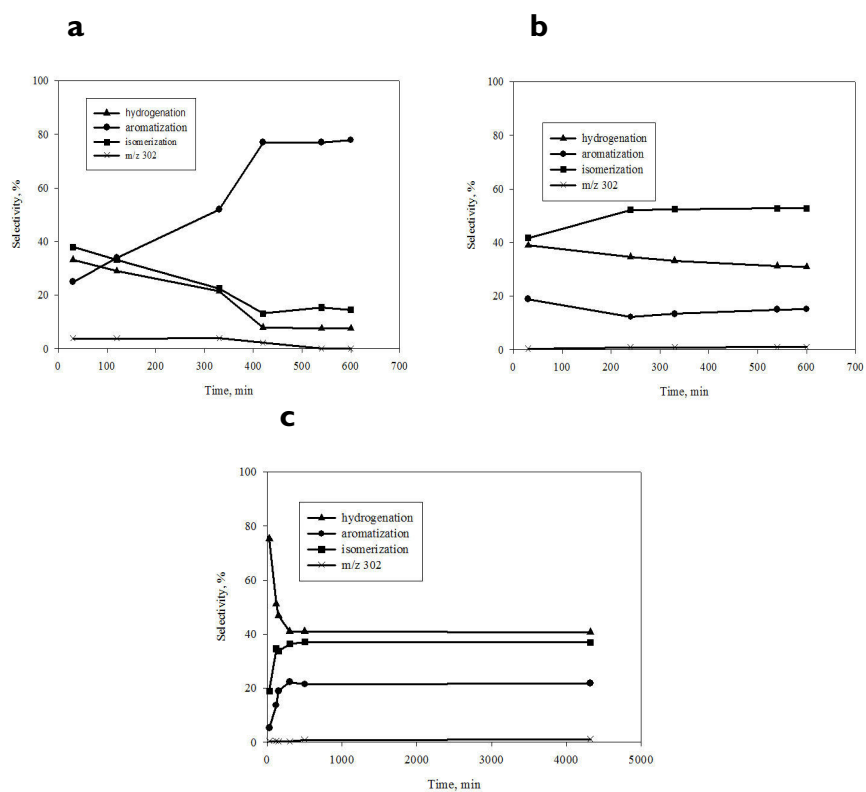 a
100
80
60
40
20
0
Selectivity, %
hydrogenation
aromatization
isomerization
m/z 302
0 100 200 300 400 500 600 700
Time, min
b
100
80
60
40
20
0
Selectivity, %
hydrogenation
aromatization
isomerization
m/z 302
0 100 200 300 400 500 600 700
Time, min
c
100
80
60
40
20
0
Selectivity, %
hydrogenation
aromatization
isomerization
m/z 302
0 1000 2000 3000 4000 5000
Time, min